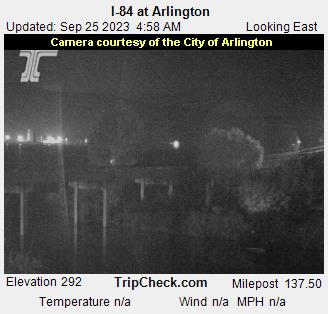 I-84 at Arlington
Updated: Sep 25 2023 4:58 AM Looking East
Camera courtesy of the City of Arlington
Elevation 292 TripCheck.com Milepost 137.50
Temperature n/a Wind n/a MPH n/a